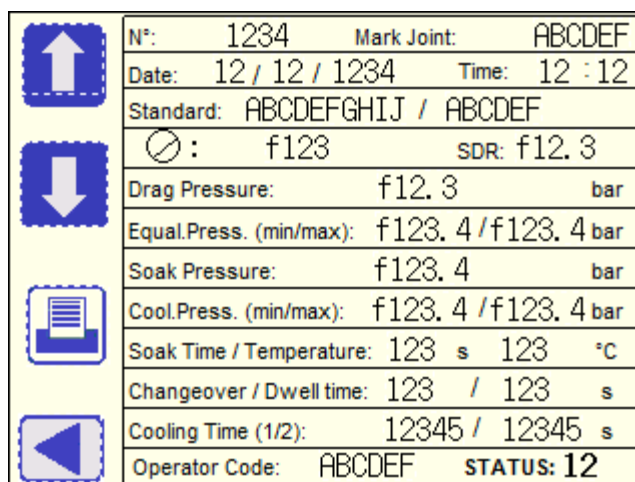 N°: 1234 Mark Joint: ABCDEF
Date: 12 / 12 / 1234 Time: 12 : 12
Standard: ABCDEFGHIJ / ABCDEF
∅: f123 SDR: f12.3
Drag Pressure: f12.3 bar
Equal.Press. (min/max): f123.4 / f123.4 bar
Soak Pressure: f123.4 bar
Cool.Press. (min/max): f123.4 / f123.4 bar
Soak Time / Temperature: 123 s 123 °C
Changeover / Dwell time: 123 / 123 s
Cooling Time (1/2): 12345 / 12345 s
Operator Code: ABCDEF STATUS: 12